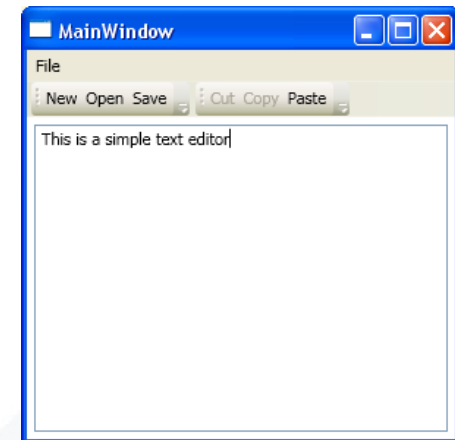 MainWindow
File
New Open Save Cut Copy Paste
This is a simple text editor